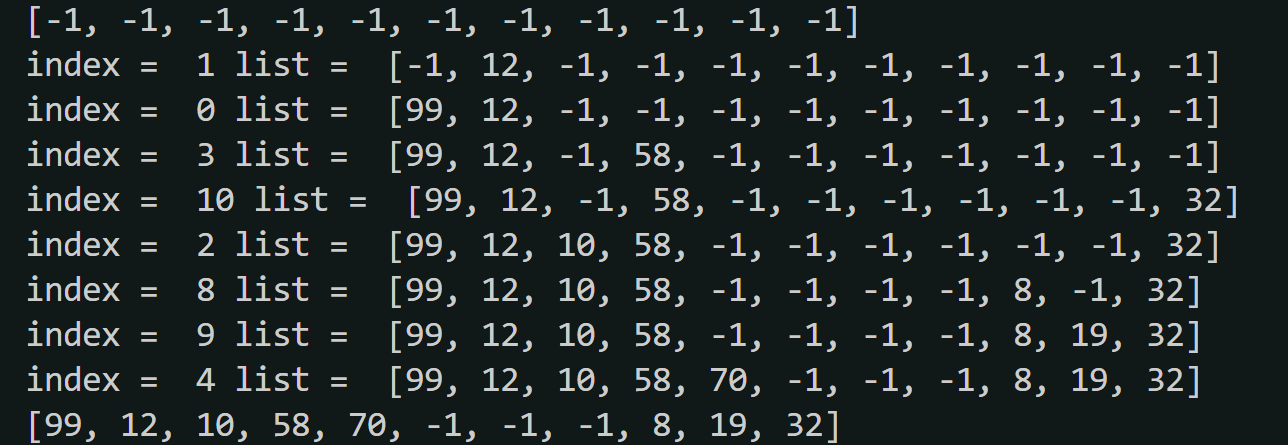 [-1, -1, -1, -1, -1, -1, -1, -1, -1, -1, -1]
index =  1 list =  [-1, 12, -1, -1, -1, -1, -1, -1, -1, -1, -1]
index =  0 list =  [99, 12, -1, -1, -1, -1, -1, -1, -1, -1, -1]
index =  3 list =  [99, 12, -1, 58, -1, -1, -1, -1, -1, -1, -1]
index =  10 list =  [99, 12, -1, 58, -1, -1, -1, -1, -1, -1, 32]
index =  2 list =  [99, 12, 10, 58, -1, -1, -1, -1, -1, -1, 32]
index =  8 list =  [99, 12, 10, 58, -1, -1, -1, -1, 8, -1, 32]
index =  9 list =  [99, 12, 10, 58, -1, -1, -1, -1, 8, 19, 32]
index =  4 list =  [99, 12, 10, 58, 70, -1, -1, -1, 8, 19, 32]
[99, 12, 10, 58, 70, -1, -1, -1, 8, 19, 32]